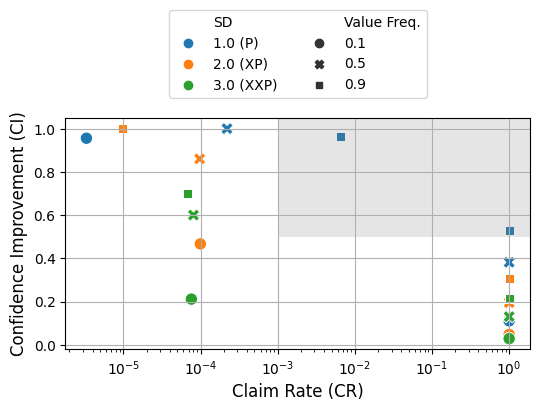 SD Value Freq.
1.0 (P) 0.1
2.0 (XP) 0.5
3.0 (XXP) 0.9
Confidence Improvement (CI)
1.0
0.8
0.6
0.4
0.2
0.0
10⁻⁵ 10⁻⁴ 10⁻³ 10⁻² 10⁻¹ 10⁰
Claim Rate (CR)